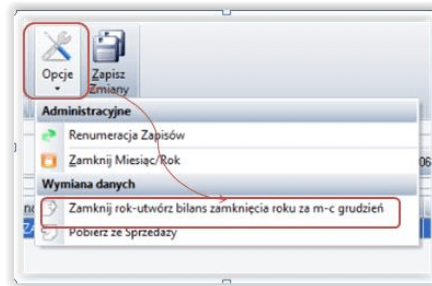 Opcje
Zapisz
Zmiany
Administracyjne
Renumeracja Zapisów
Zamknij Miesiąc/Rok
06
Wymiana danych
Zamknij rok-utwórz bilans zamknięcia roku za m-c grudzień
Pobierz ze Sprzedaży